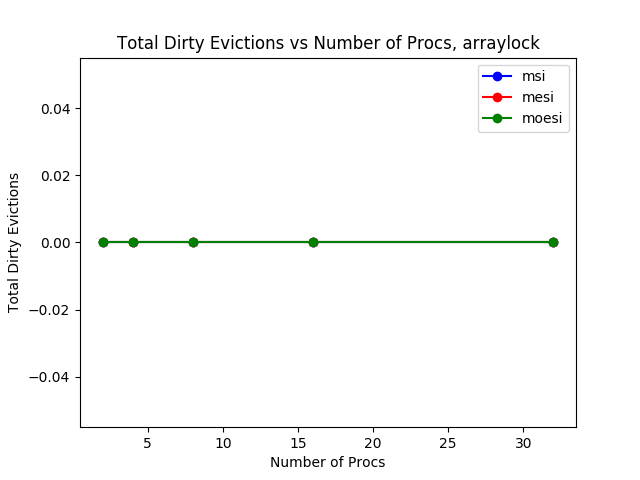 Total Dirty Evictions vs Number of Procs, arraylock
msi
mesi
moesi
Total Dirty Evictions
0.04
0.02
0.00
−0.02
−0.04
5 10 15 20 25 30
Number of Procs